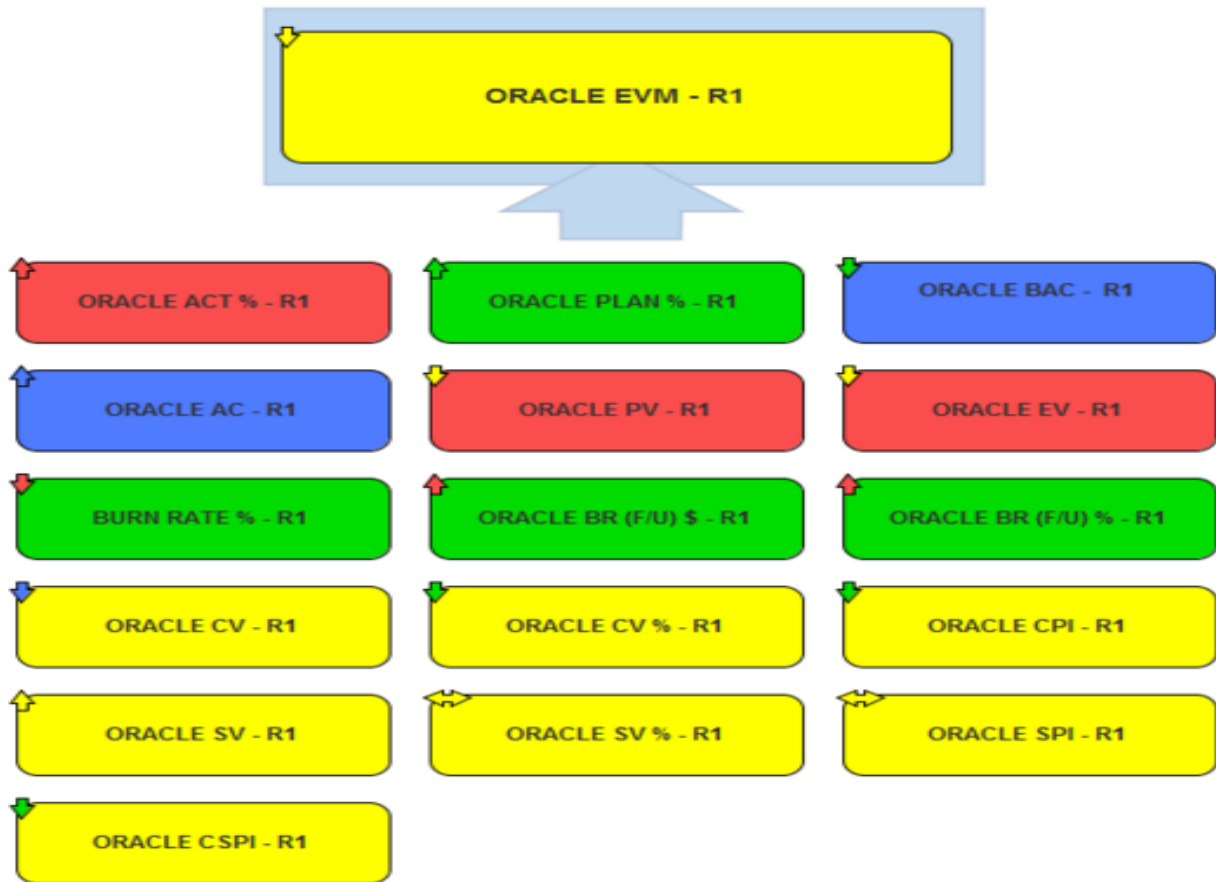 ORACLE EVM - R1
ORACLE ACT % - R1
ORACLE PLAN % - R1
ORACLE BAC - R1
ORACLE AC - R1
ORACLE PV - R1
ORACLE EV - R1
BURN RATE % - R1
ORACLE BR (F/U) $ - R1
ORACLE BR (F/U) % - R1
ORACLE CV - R1
ORACLE CV % - R1
ORACLE CPI - R1
ORACLE SV - R1
ORACLE SV % - R1
ORACLE SPI - R1
ORACLE CSPI - R1